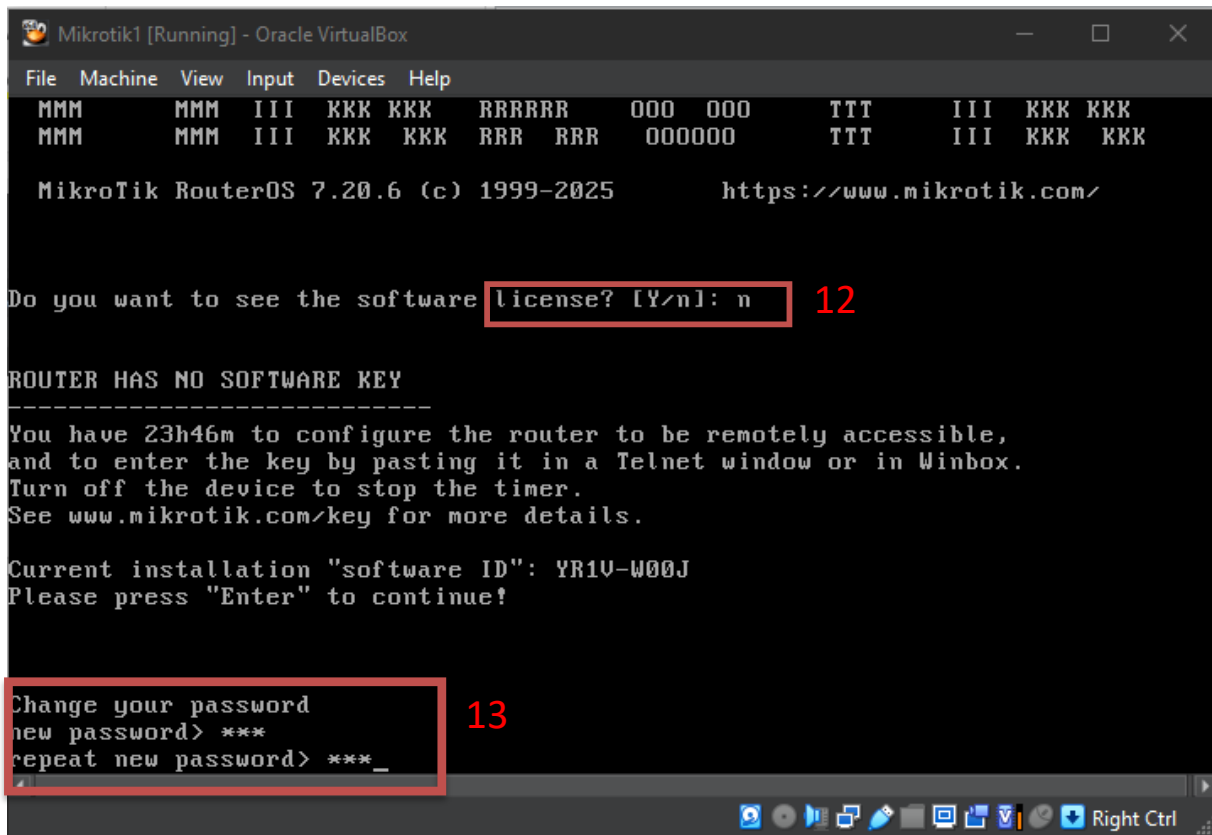 Mikrotik1 [Running] - Oracle VirtualBox
File Machine View Input Devices Help
MMM MMM III KKK KKK RRRRRR OOO OOO TTT III KKK KKK
MMM MMM III KKK KKK RRR RRR OOOOOO TTT III KKK KKK
MikroTik RouterOS 7.20.6 (c) 1999-2025 https://www.mikrotik.com/
Do you want to see the software license? [Y/n]: n 12
ROUTER HAS NO SOFTWARE KEY
----------------------------
You have 23h46m to configure the router to be remotely accessible,
and to enter the key by pasting it in a Telnet window or in Winbox.
Turn off the device to stop the timer.
See www.mikrotik.com/key for more details.
Current installation "software ID": YR1V-W00J
Please press "Enter" to continue!
Change your password
13
new password> ***
repeat new password> ***_
Right Ctrl